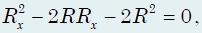 $R_x^2 - 2RR_x - 2R^2 = 0,$